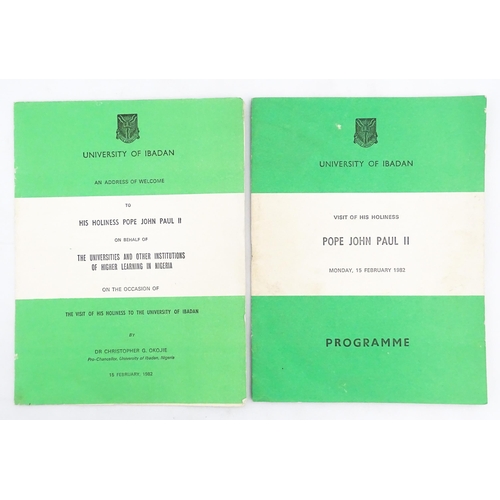 UNIVERSITY OF IBADAN
AN ADDRESS OF WELCOME
TO
HIS HOLINESS POPE JOHN PAUL II
ON BEHALF OF
THE UNIVERSITIES AND OTHER INSTITUTIONS
OF HIGHER LEARNING IN NIGERIA
ON THE OCCASION OF
THE VISIT OF HIS HOLINESS TO THE UNIVERSITY OF IBADAN
BY
DR CHRISTOPHER G. OKOJIE
Pro-Chancellor, University of Ibadan, Nigeria
15 FEBRUARY, 1982
UNIVERSITY OF IBADAN
VISIT OF HIS HOLINESS
POPE JOHN PAUL II
MONDAY, 15 FEBRUARY 1982
PROGRAMME